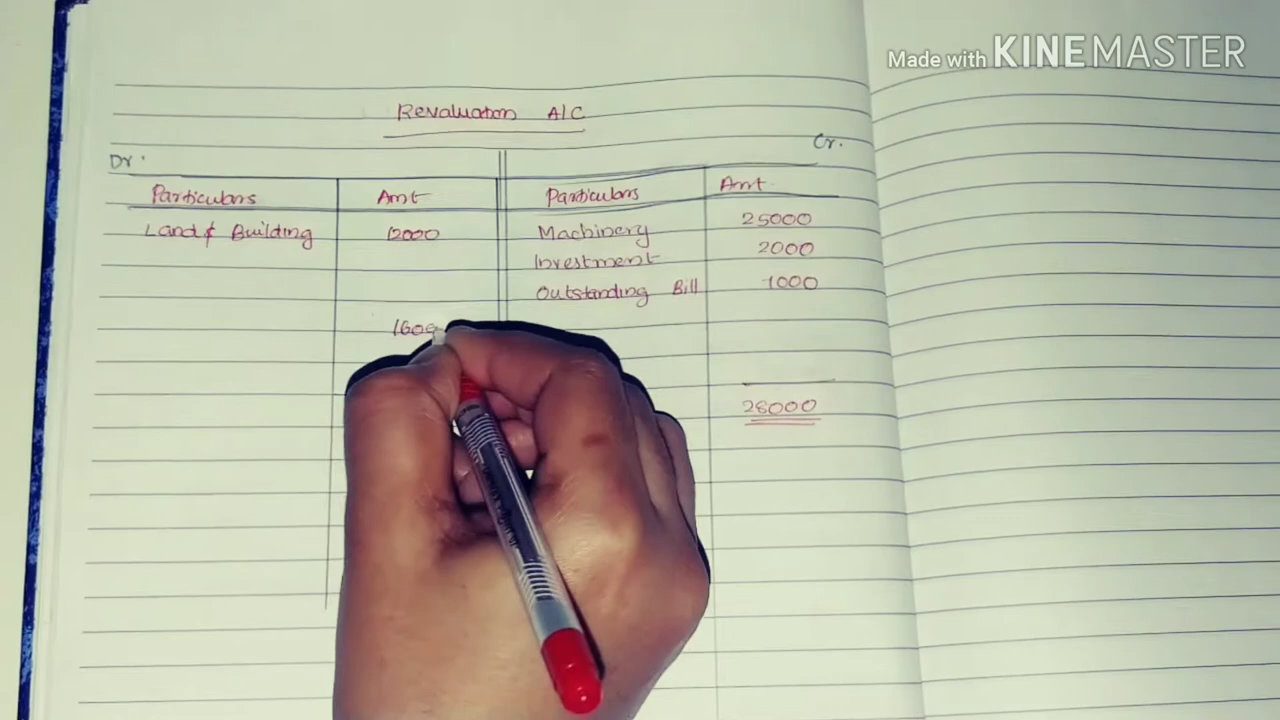 Made with KINEMASTER
Revaluation A/C
Dr. Cr.
Particulars Amt Particulars Amt.
Land & Building 12000 Machinery 25000
Investment 2000
Outstanding Bill 1000
1600
28000